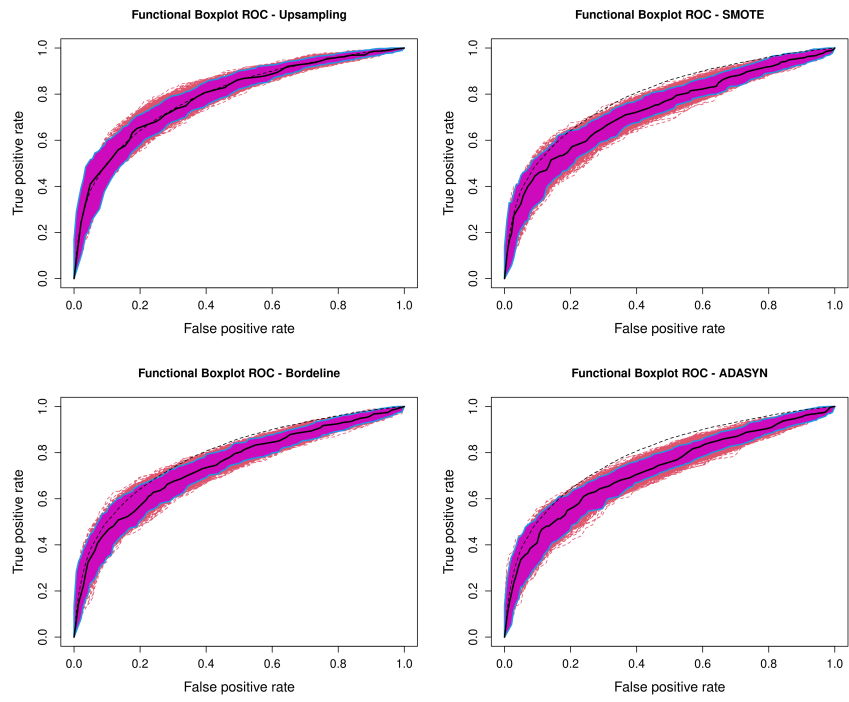 Functional Boxplot ROC - Upsampling
True positive rate
0.0 0.2 0.4 0.6 0.8 1.0
0.0 0.2 0.4 0.6 0.8 1.0
False positive rate
Functional Boxplot ROC - SMOTE
True positive rate
0.0 0.2 0.4 0.6 0.8 1.0
0.0 0.2 0.4 0.6 0.8 1.0
False positive rate
Functional Boxplot ROC - Bordeline
True positive rate
0.0 0.2 0.4 0.6 0.8 1.0
0.0 0.2 0.4 0.6 0.8 1.0
False positive rate
Functional Boxplot ROC - ADASYN
True positive rate
0.0 0.2 0.4 0.6 0.8 1.0
0.0 0.2 0.4 0.6 0.8 1.0
False positive rate